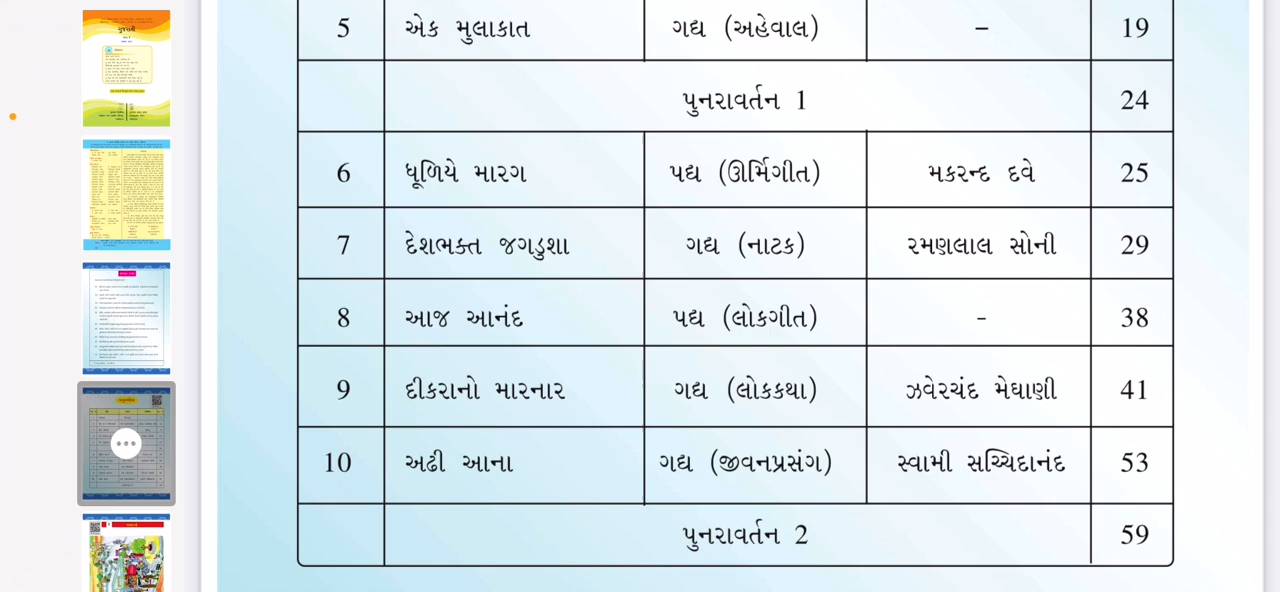 5 એક મુલાકાત ગદ્ય (અહેવાલ) – 19
પુનરાવર્તન 1 24
6 ધૂળિયે મારગ પદ્ય (ઊર્મિગીત) મકરન્દ દવે 25
7 દેશભક્ત જગડુશા ગદ્ય (નાટક) રમણલાલ સોની 29
8 આજ આનંદ પદ્ય (લોકગીત) - 38
9 દીકરાનો મારનાર ગદ્ય (લોકકથા) ઝવેરચંદ મેઘાણી 41
10 અઢી આના ગદ્ય (જીવનપ્રસંગ) સ્વામી સચ્ચિદાનંદ 53
પુનરાવર્તન 2 59